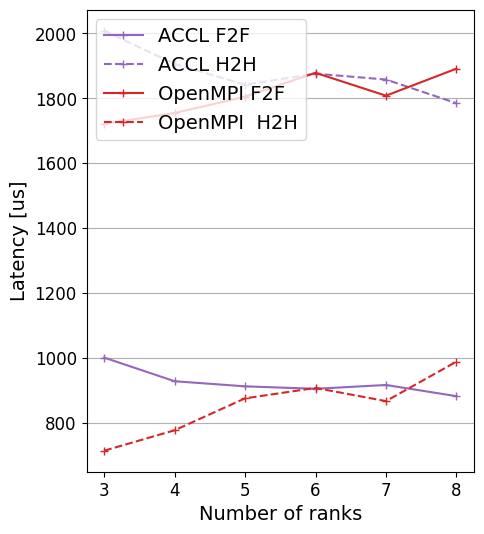 ACCL F2F
ACCL H2H
OpenMPI F2F
OpenMPI  H2H
2000
1800
1600
1400
1200
1000
800
Latency [us]
3 4 5 6 7 8
Number of ranks